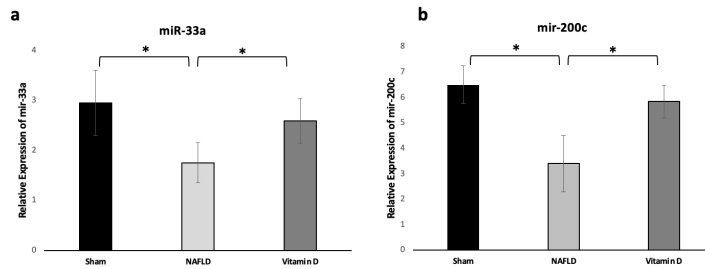 a
miR-33a
Relative Expression of mir-33a
4
3
2
1
0
* *
Sham NAFLD Vitamin D
b
mir-200c
Relative Expression of mir-200c
8
7
6
5
4
3
2
1
0
* *
Sham NAFLD Vitamin D